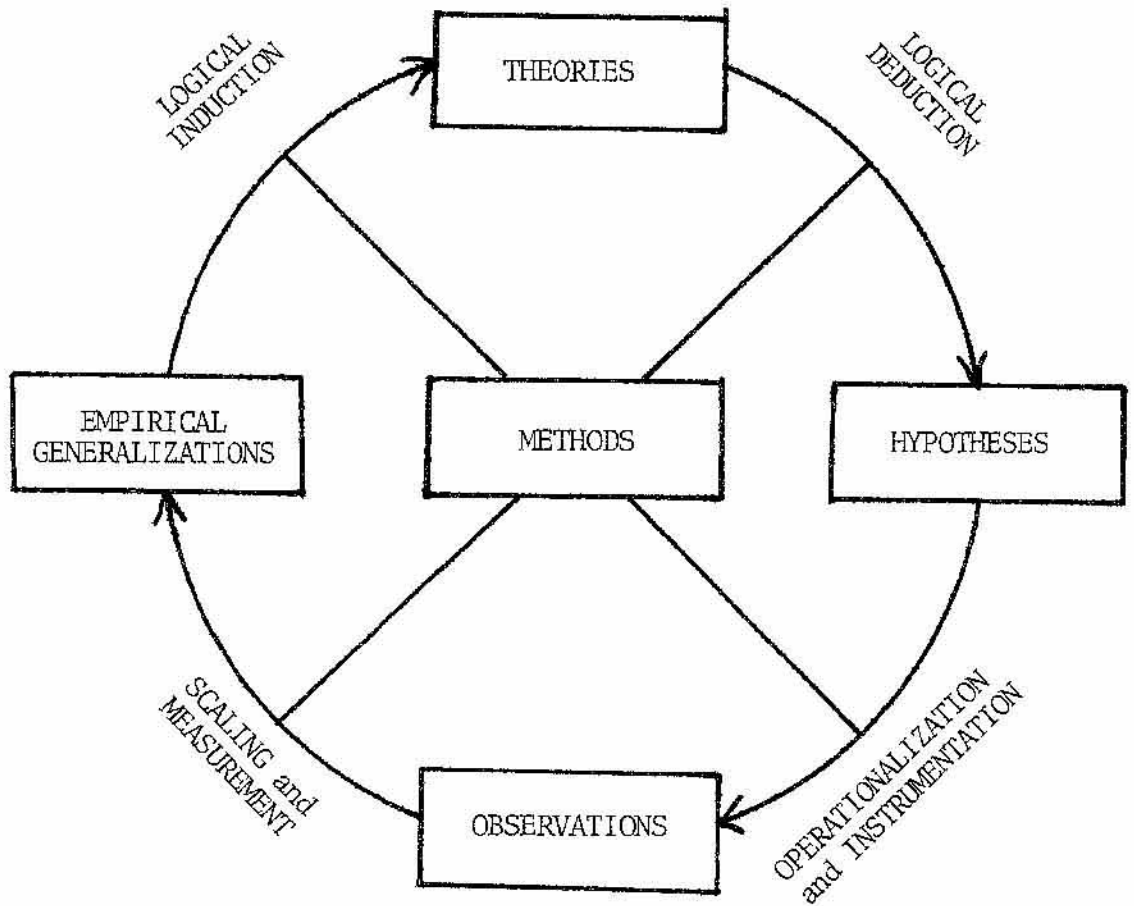 LOGICAL
INDUCTION
THEORIES
LOGICAL
DEDUCTION
EMPIRICAL
GENERALIZATIONS
METHODS
HYPOTHESES
SCALING and
MEASUREMENT
OBSERVATIONS
OPERATIONALIZATION
and INSTRUMENTATION